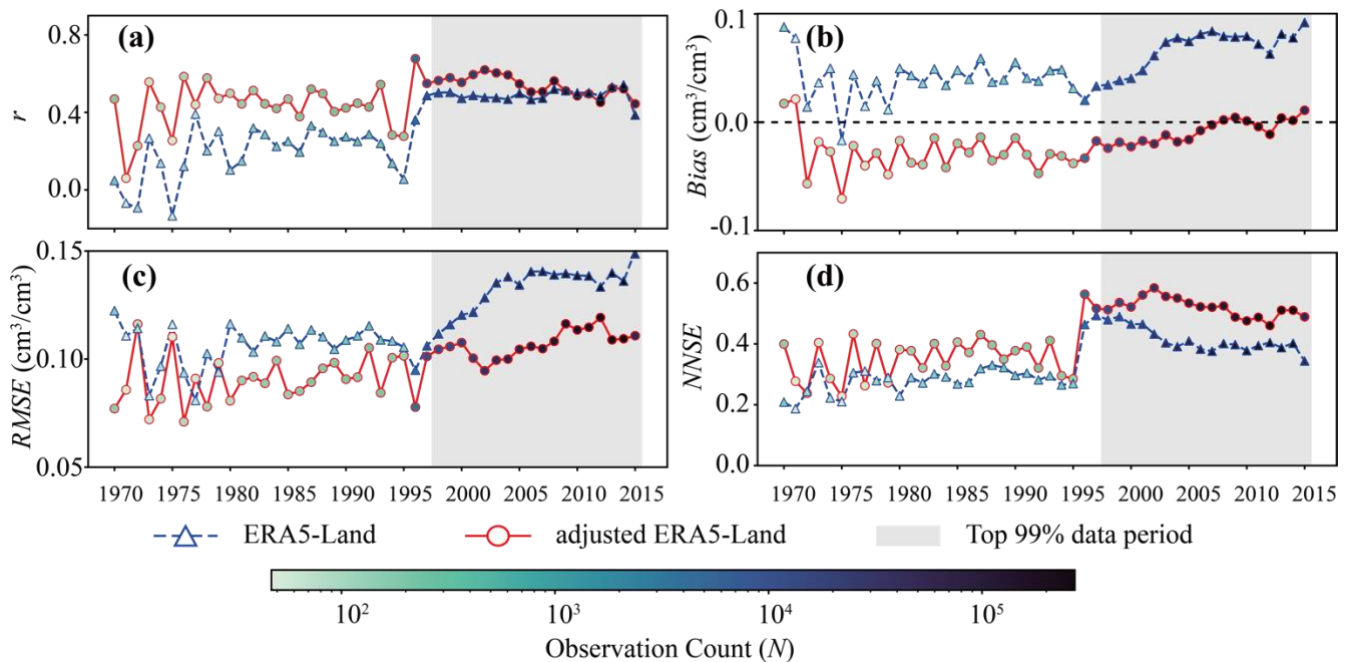 (a)
0.8
0.4
0.0
r
(b)
0.1
0.0
-0.1
Bias (cm³/cm³)
(c)
0.15
0.10
0.05
RMSE (cm³/cm³)
1970 1975 1980 1985 1990 1995 2000 2005 2010 2015
(d)
0.6
0.4
0.2
0.0
NNSE
1970 1975 1980 1985 1990 1995 2000 2005 2010 2015
ERA5-Land adjusted ERA5-Land Top 99% data period
10² 10³ 10⁴ 10⁵
Observation Count (N)